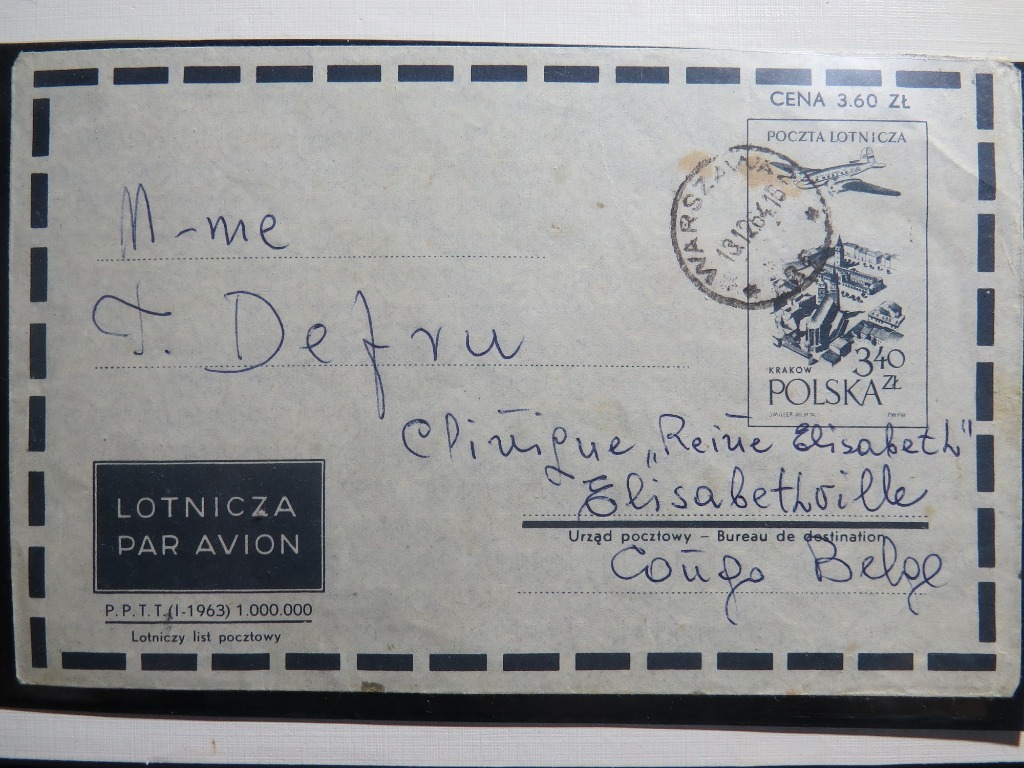 CENA 3.60 ZŁ
POCZTA LOTNICZA
WARSZAWA 2
KRAKÓW
3 40 ZŁ
POLSKA
M-me
T. Defru
Clinique „Reine Elisabeth"
Elisabethville
Urząd pocztowy – Bureau de destination
Congo Belge
LOTNICZA
PAR AVION
P.P.T.T. (I-1963) 1.000.000
Lotniczy list pocztowy